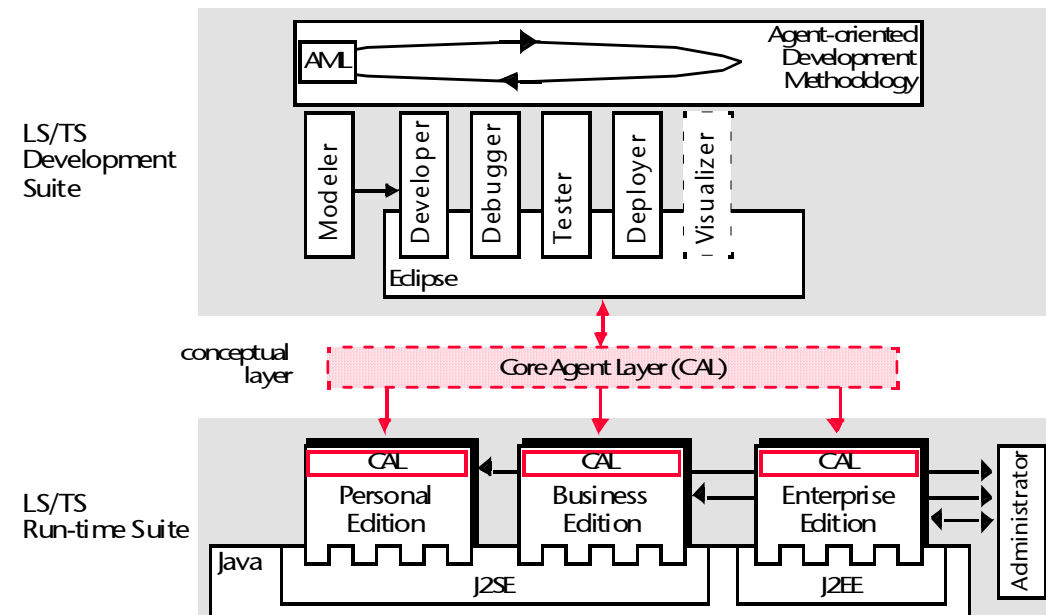 Agent-oriented
Development
Methodology
AML
LS/TS
Development
Suite
Modeler
Developer
Debugger
Tester
Deployer
Visualizer
Eclipse
conceptual
layer
Core Agent Layer (CAL)
CAL
CAL
CAL
Personal
Edition
Business
Edition
Enterprise
Edition
Administrator
LS/TS
Run-time Suite
Java
J2SE
J2EE